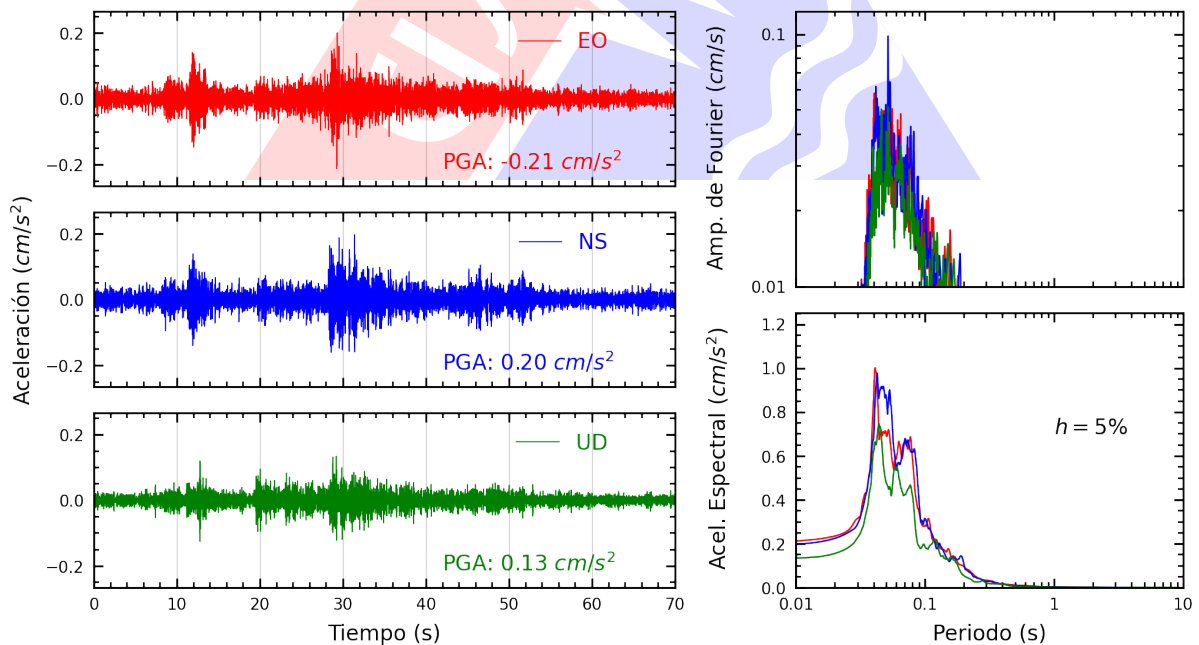 Aceleración (cm/s²)
0.2
0.0
−0.2
EO
PGA: -0.21 cm/s²
0.2
0.0
−0.2
NS
PGA: 0.20 cm/s²
0.2
0.0
−0.2
UD
PGA: 0.13 cm/s²
0 10 20 30 40 50 60 70
Tiempo (s)
Amp. de Fourier (cm/s)
0.1
0.01
Acel. Espectral (cm/s²)
1.2
1.0
0.8
0.6
0.4
0.2
0.0
h = 5%
0.01 0.1 1 10
Periodo (s)